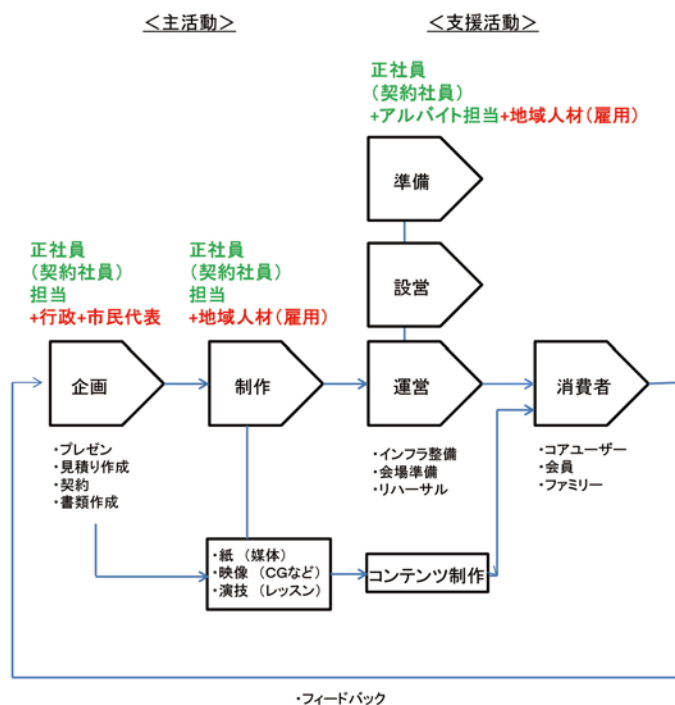 ＜主活動＞
＜支援活動＞
正社員
(契約社員)
+アルバイト担当+地域人材(雇用)
準備
設営
正社員
(契約社員)
担当
+行政+市民代表
正社員
(契約社員)
担当
+地域人材(雇用)
企画
制作
運営
消費者
・プレゼン
・見積り作成
・契約
・書類作成
・インフラ整備
・会場準備
・リハーサル
・コアユーザー
・会員
・ファミリー
・紙 (媒体)
・映像 (CGなど)
・演技 (レッスン)
コンテンツ制作
・フィードバック